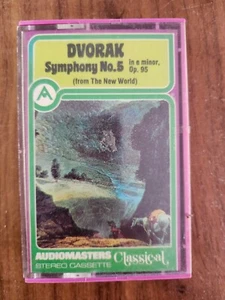 DVORAK
Symphony No.5 in e minor,
Op. 95
(from The New World)
AUDIOMASTERS Classical
STEREO CASSETTE